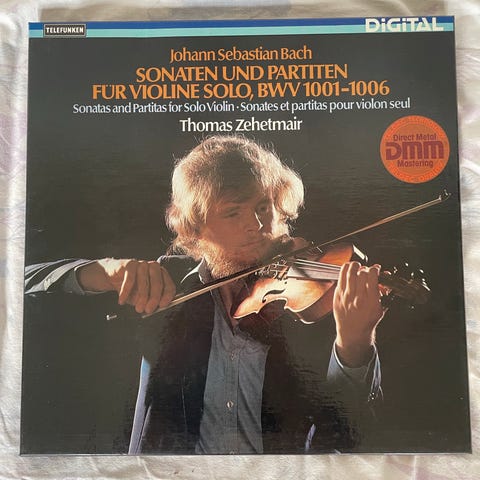 TELEFUNKEN
DIGITAL
Johann Sebastian Bach
SONATEN UND PARTITEN
FÜR VIOLINE SOLO, BWV 1001-1006
Sonatas and Partitas for Solo Violin · Sonates et partitas pour violon seul
Thomas Zehetmair
Direct Metal
DMM
Mastering